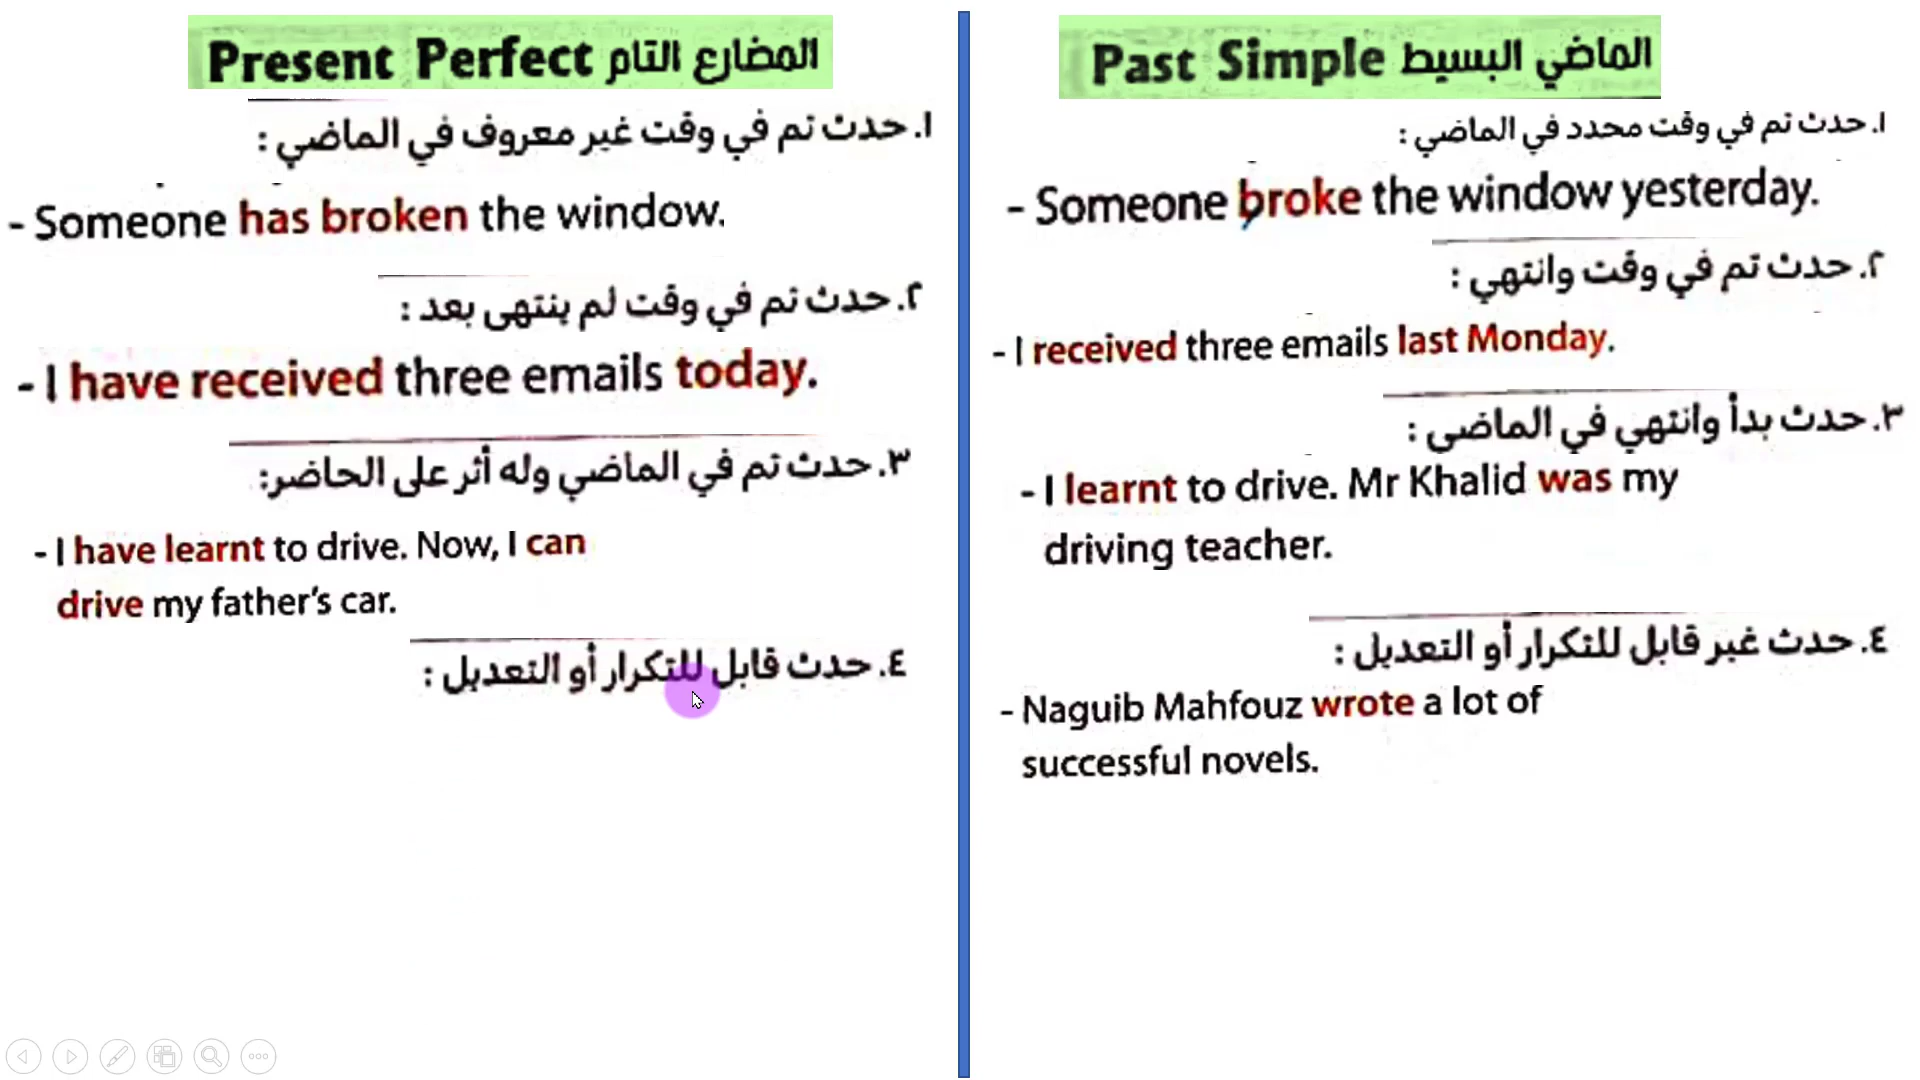 Present Perfect المضارع التام
١. حدث تم في وقت غير معروف في الماضي :
- Someone has broken the window.
٢. حدث تم في وقت لم ينتهى بعد :
- I have received three emails today.
٣. حدث تم في الماضي وله أثر على الحاضر:
- I have learnt to drive. Now, I can
drive my father's car.
٤. حدث قابل للتكرار أو التعديل :
Past Simple الماضي البسيط
١. حدث تم في وقت محدد في الماضي :
- Someone broke the window yesterday.
٢. حدث تم في وقت وانتهي :
- I received three emails last Monday.
٣. حدث بدأ وانتهي في الماضى :
- I learnt to drive. Mr Khalid was my
driving teacher.
٤. حدث غير قابل للتكرار أو التعديل :
- Naguib Mahfouz wrote a lot of
successful novels.